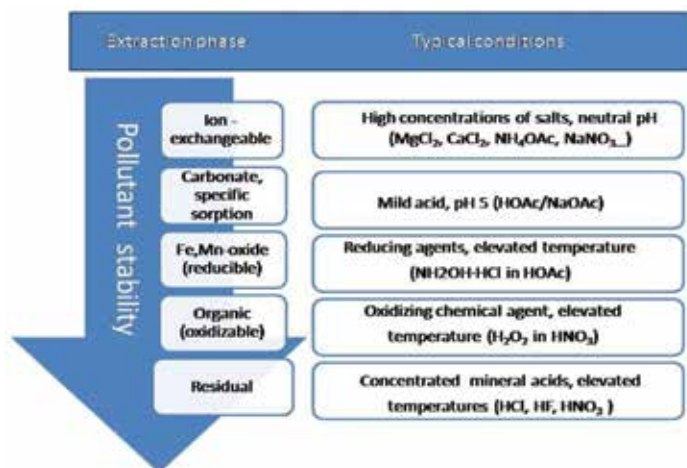 Extraction phase
Typical conditions
Pollutant stability
Ion -
exchangeable
High concentrations of salts, neutral pH
(MgCl₂, CaCl₂, NH₄OAc, NaNO₃...)
Carbonate,
specific
sorption
Mild acid, pH 5 (HOAc/NaOAc)
Fe,Mn-oxide
(reducible)
Reducing agents, elevated temperature
(NH2OH-HCl in HOAc)
Organic
(oxidizable)
Oxidizing chemical agent, elevated
temperature (H₂O₂ in HNO₃)
Residual
Concentrated mineral acids, elevated
temperatures (HCl, HF, HNO₃ )